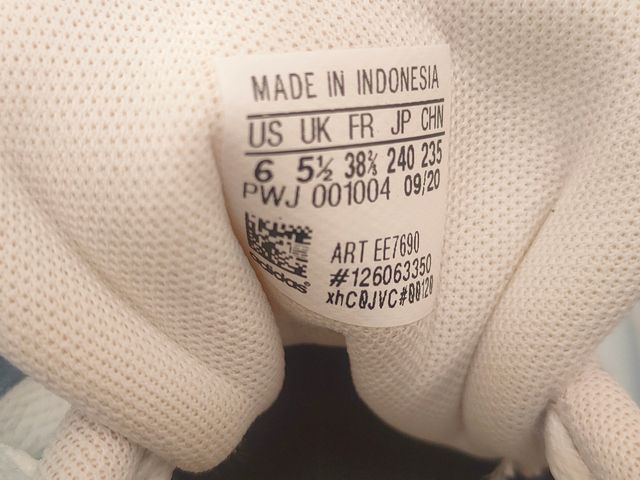 MADE IN INDONESIA
US UK FR JP CHN
6 5½ 38⅔ 240 235
PWJ 001004 09/20
adidas®
ART EE7690
#126063350
xhC0JVC#00120